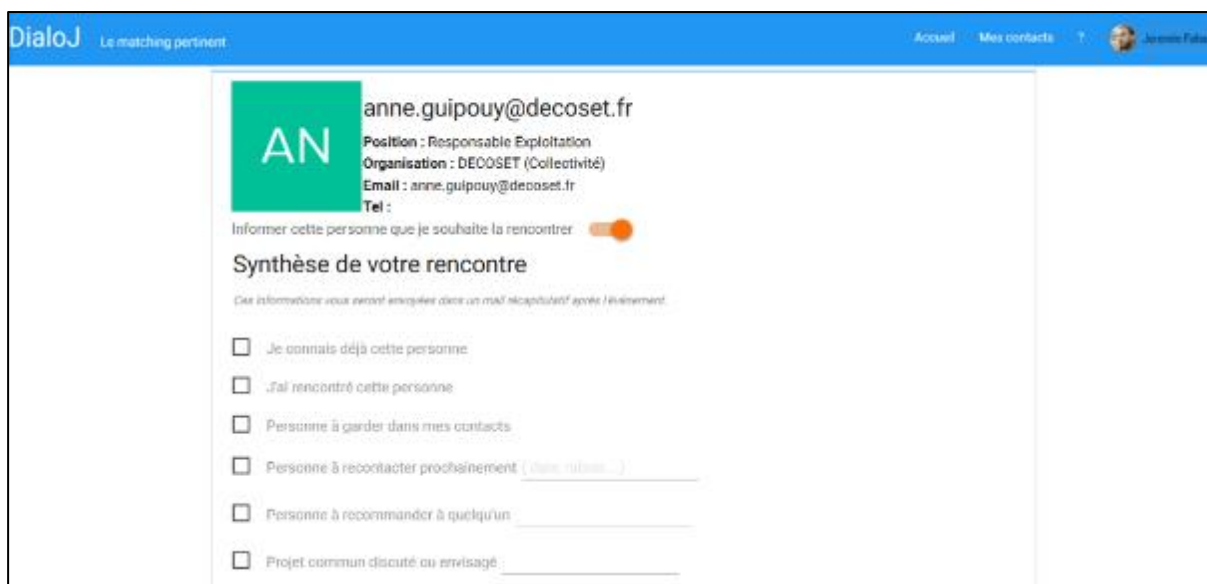 DialoJ Le matching pertinent Accueil Mes contacts ?
AN
anne.guipouy@decoset.fr
Position : Responsable Exploitation
Organisation : DECOSET (Collectivité)
Email : anne.guipouy@decoset.fr
Tel :
Informer cette personne que je souhaite la rencontrer
Synthèse de votre rencontre
Ces informations vous seront envoyées dans un mail récapitulatif après l'événement.
Je connais déjà cette personne
J'ai rencontré cette personne
Personne à garder dans mes contacts
Personne à recontacter prochainement
Personne à recommander à quelqu'un
Projet commun discuté ou envisagé